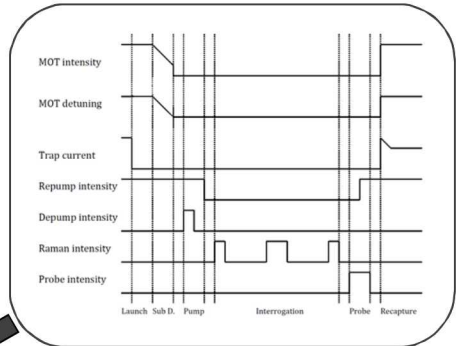 MOT intensity
MOT detuning
Trap current
Repump intensity
Depump intensity
Raman intensity
Probe intensity
Launch Sub D. Pump Interrogation Probe Recapture